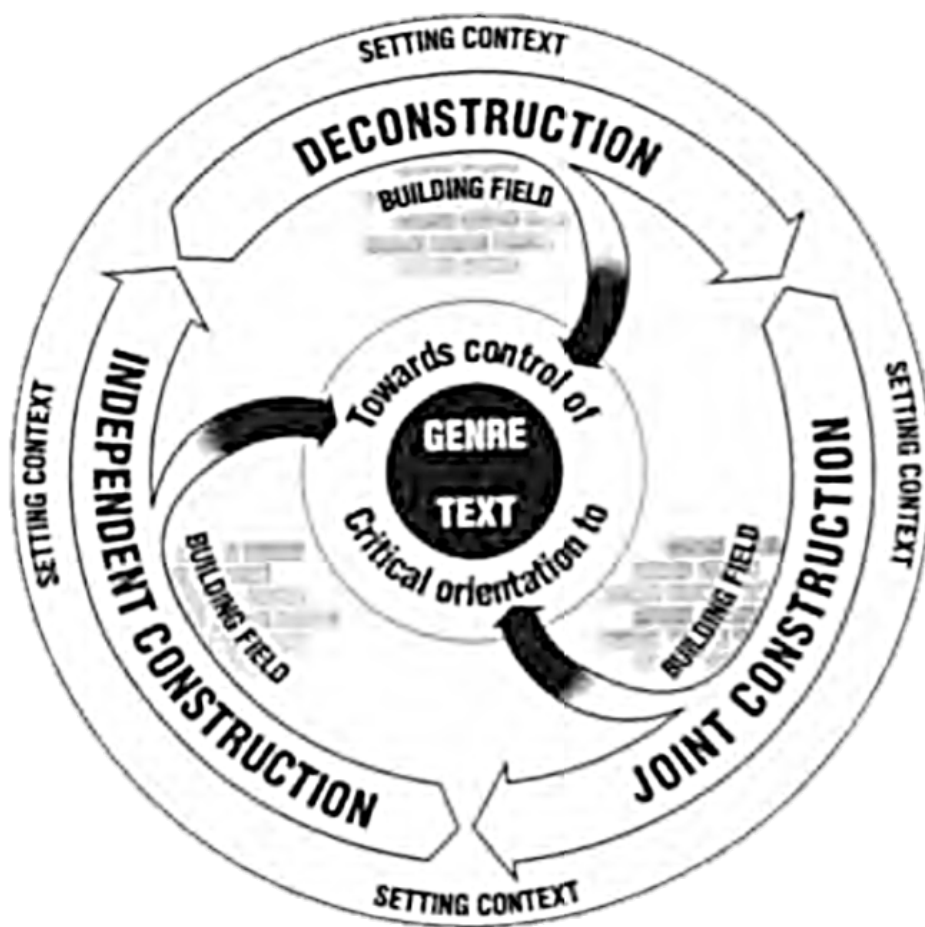 SETTING CONTEXT
DECONSTRUCTION
BUILDING FIELD
Towards control of
GENRE
TEXT
Critical orientation to
SETTING CONTEXT
INDEPENDENT CONSTRUCTION
BUILDING FIELD
BUILDING FIELD
JOINT CONSTRUCTION
SETTING CONTEXT
SETTING CONTEXT